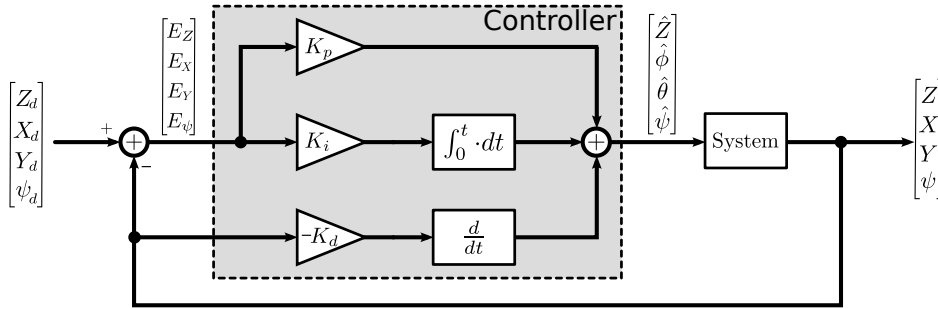 Controller
E_Z
E_X
E_Y
E_ψ
K_p
Ẑ
ϕ̂
θ̂
ψ̂
Z_d
X_d
Y_d
ψ_d
+
+
−
K_i
∫_0^t ·dt
+
System
Z
X
Y
ψ
−K_d
d/dt